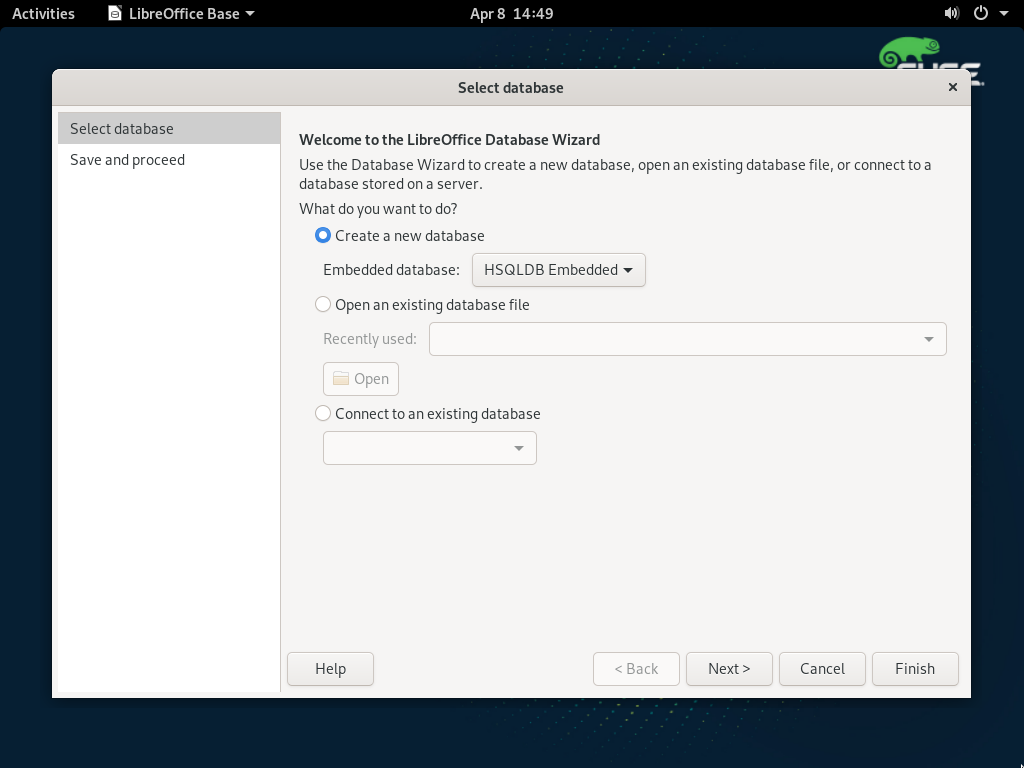 Activities
LibreOffice Base
Apr 8 14:49
Select database
Select database
Save and proceed
Welcome to the LibreOffice Database Wizard
Use the Database Wizard to create a new database, open an existing database file, or connect to a
database stored on a server.
What do you want to do?
Create a new database
Embedded database:
HSQLDB Embedded
Open an existing database file
Recently used:
Open
Connect to an existing database
Help
< Back
Next >
Cancel
Finish